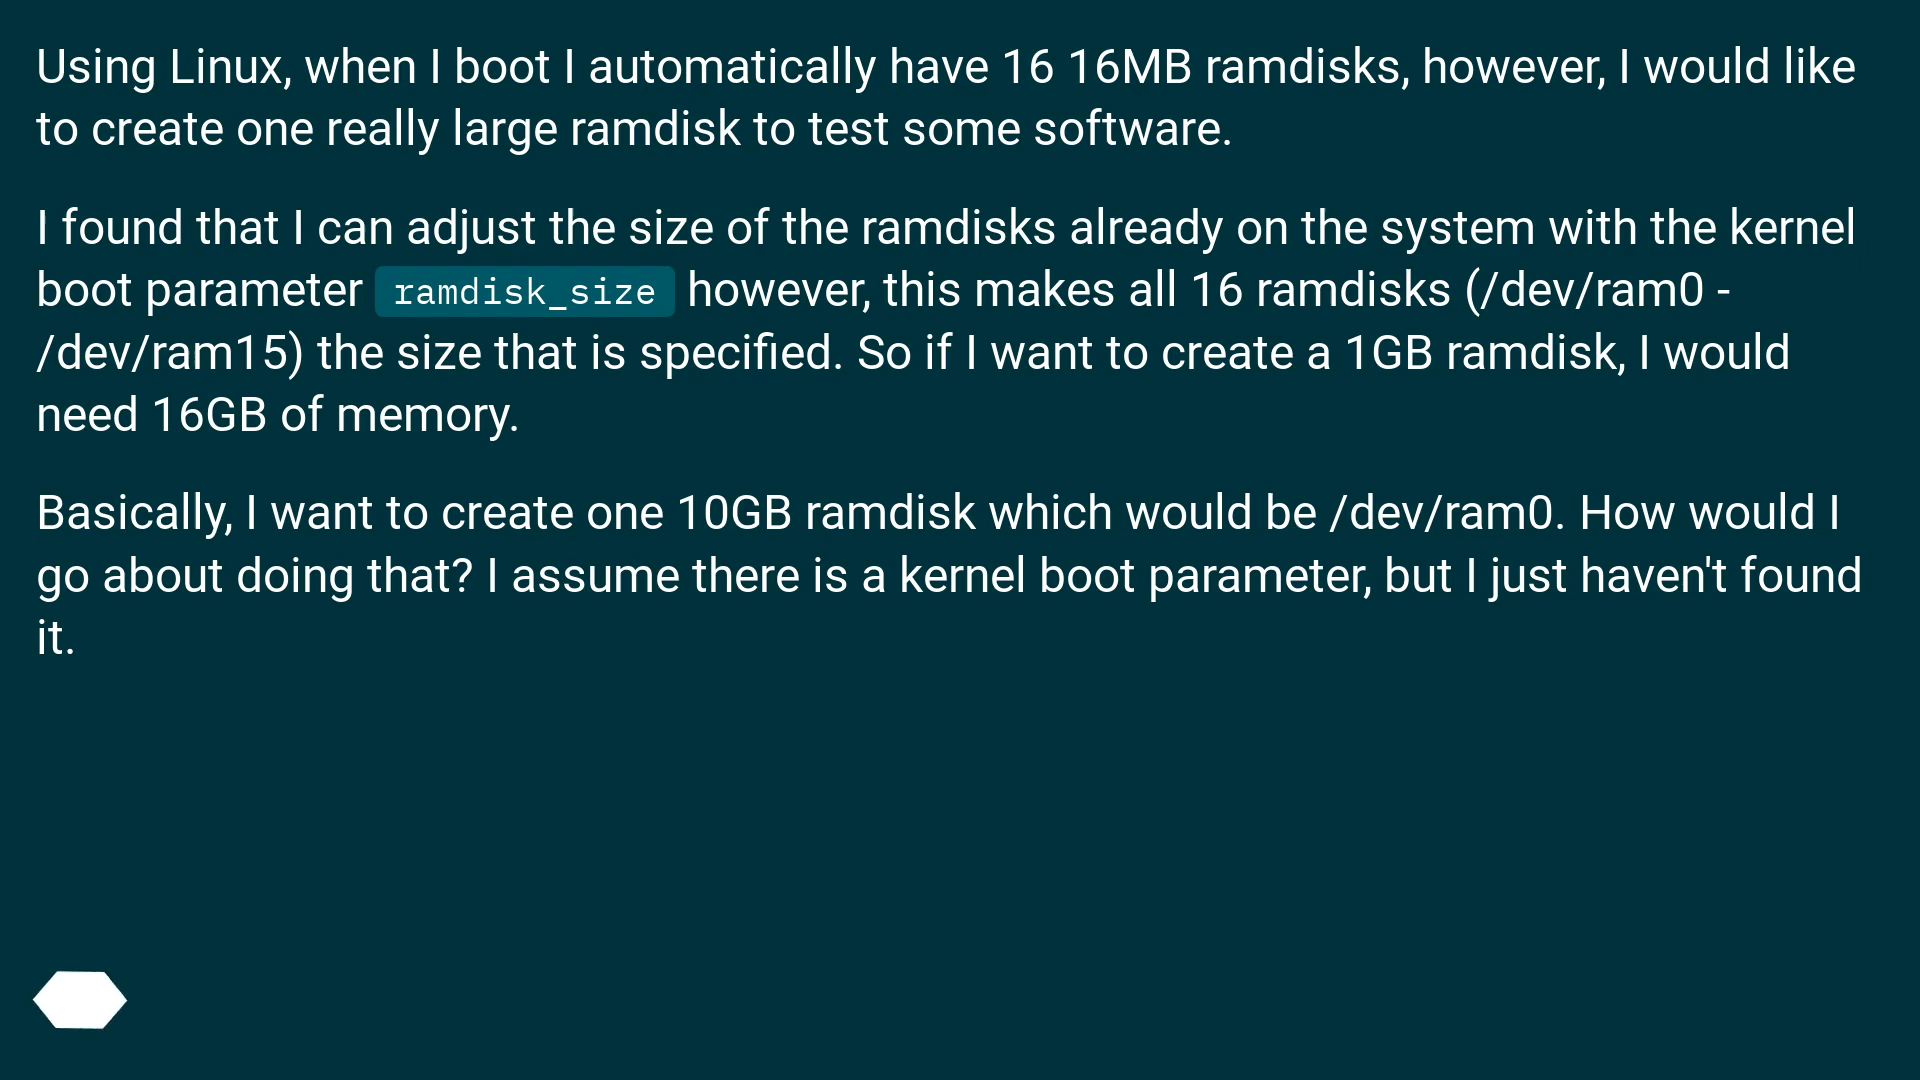 Using Linux, when I boot I automatically have 16 16MB ramdisks, however, I would like
to create one really large ramdisk to test some software.
I found that I can adjust the size of the ramdisks already on the system with the kernel
boot parameter ramdisk_size however, this makes all 16 ramdisks (/dev/ram0 -
/dev/ram15) the size that is specified. So if I want to create a 1GB ramdisk, I would
need 16GB of memory.
Basically, I want to create one 10GB ramdisk which would be /dev/ram0. How would I
go about doing that? I assume there is a kernel boot parameter, but I just haven't found
it.